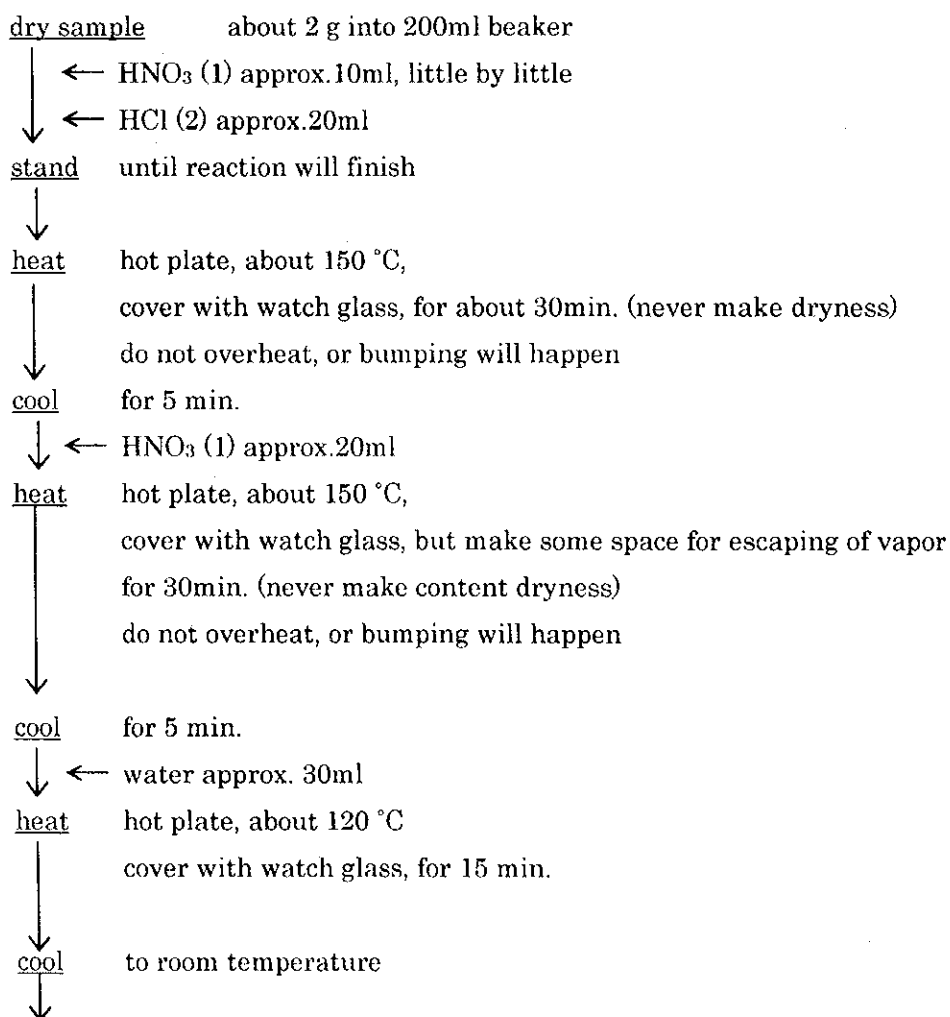 dry sample about 2 g into 200ml beaker
← HNO₃ (1) approx.10ml, little by little
← HCl (2) approx.20ml
stand until reaction will finish
heat hot plate, about 150 °C,
cover with watch glass, for about 30min. (never make dryness)
do not overheat, or bumping will happen
cool for 5 min.
← HNO₃ (1) approx.20ml
heat hot plate, about 150 °C,
cover with watch glass, but make some space for escaping of vapor
for 30min. (never make content dryness)
do not overheat, or bumping will happen
cool for 5 min.
← water approx. 30ml
heat hot plate, about 120 °C
cover with watch glass, for 15 min.
cool to room temperature